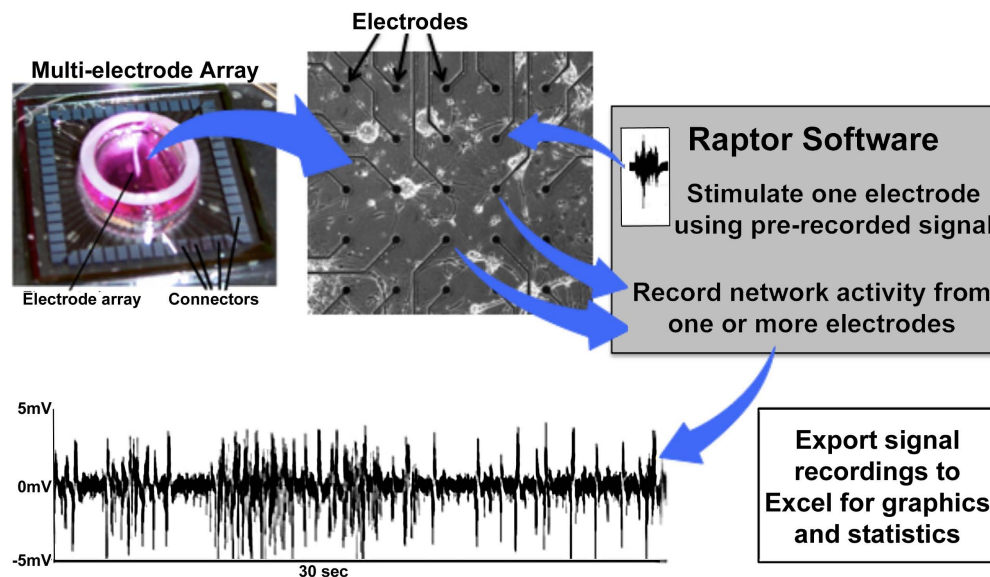 Electrodes
Multi-electrode Array
Electrode array
Connectors
Raptor Software
Stimulate one electrode
using pre-recorded signal
Record network activity from
one or more electrodes
5mV
0mV
-5mV
30 sec
Export signal
recordings to
Excel for graphics
and statistics